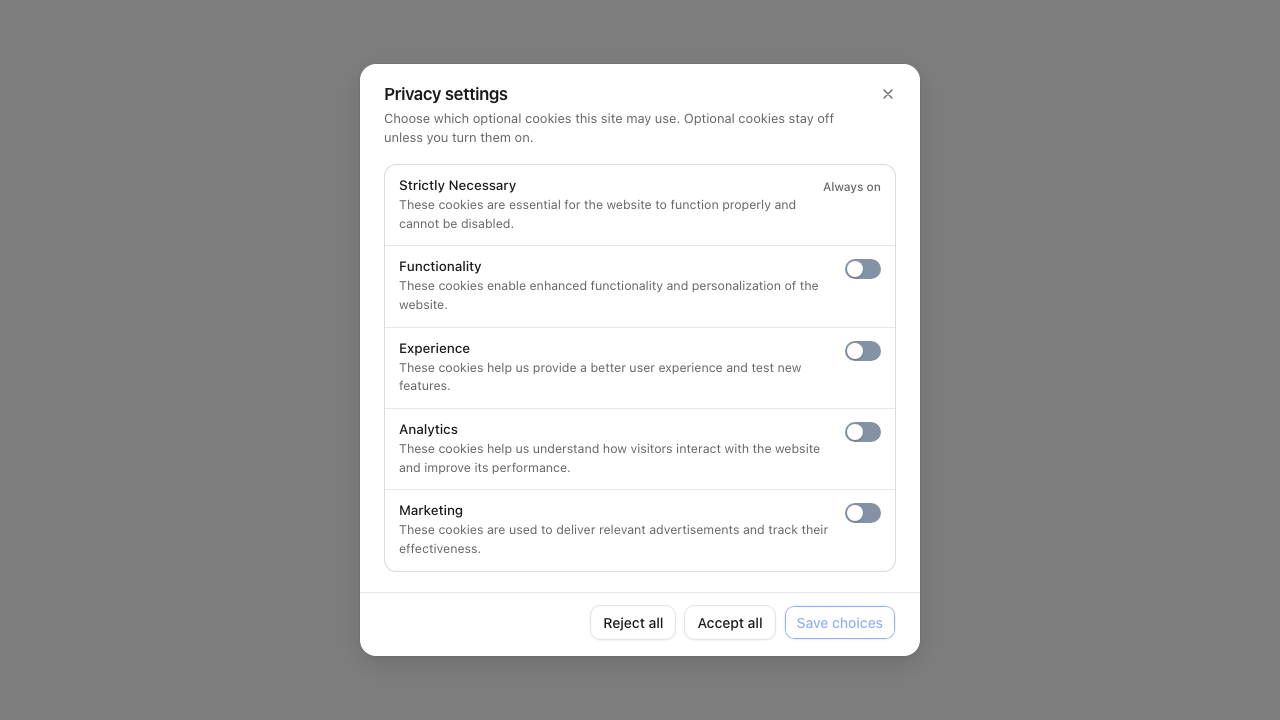 Privacy settings
Choose which optional cookies this site may use. Optional cookies stay off
unless you turn them on.
Strictly Necessary
Always on
These cookies are essential for the website to function properly and
cannot be disabled.
Functionality
These cookies enable enhanced functionality and personalization of the
website.
Experience
These cookies help us provide a better user experience and test new
features.
Analytics
These cookies help us understand how visitors interact with the website
and improve its performance.
Marketing
These cookies are used to deliver relevant advertisements and track their
effectiveness.
Reject all
Accept all
Save choices